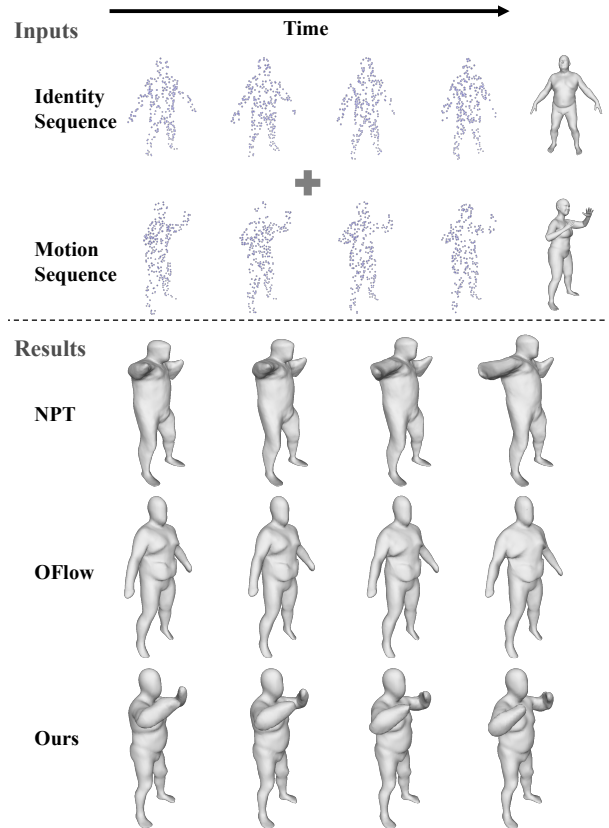 Inputs
Time
Identity
Sequence
Motion
Sequence
Results
NPT
OFlow
Ours